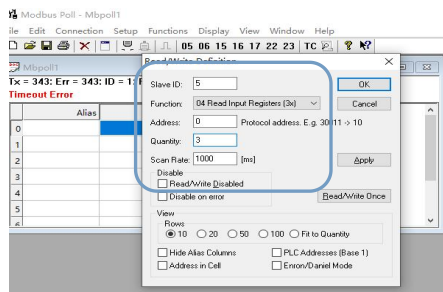 Modbus Poll - Mbpoll1
ile Edit Connection Setup Functions Display View Window Help
05 06 15 16 17 22 23 TC
Mbpoll1
Tx = 343: Err = 343: ID = 1:
Timeout Error
Alias
0
1
2
3
4
5
Read/Write Definition
Slave ID: 5
OK
Function: 04 Read Input Registers (3x)
Cancel
Address: 0 Protocol address. E.g. 30011 -> 10
Quantity: 3
Scan Rate: 1000 [ms]
Apply
Disable
Read/Write Disabled
Disable on error
Read/Write Once
View
Rows
10 20 50 100 Fit to Quantity
Hide Alias Columns PLC Addresses (Base 1)
Address in Cell Enron/Daniel Mode